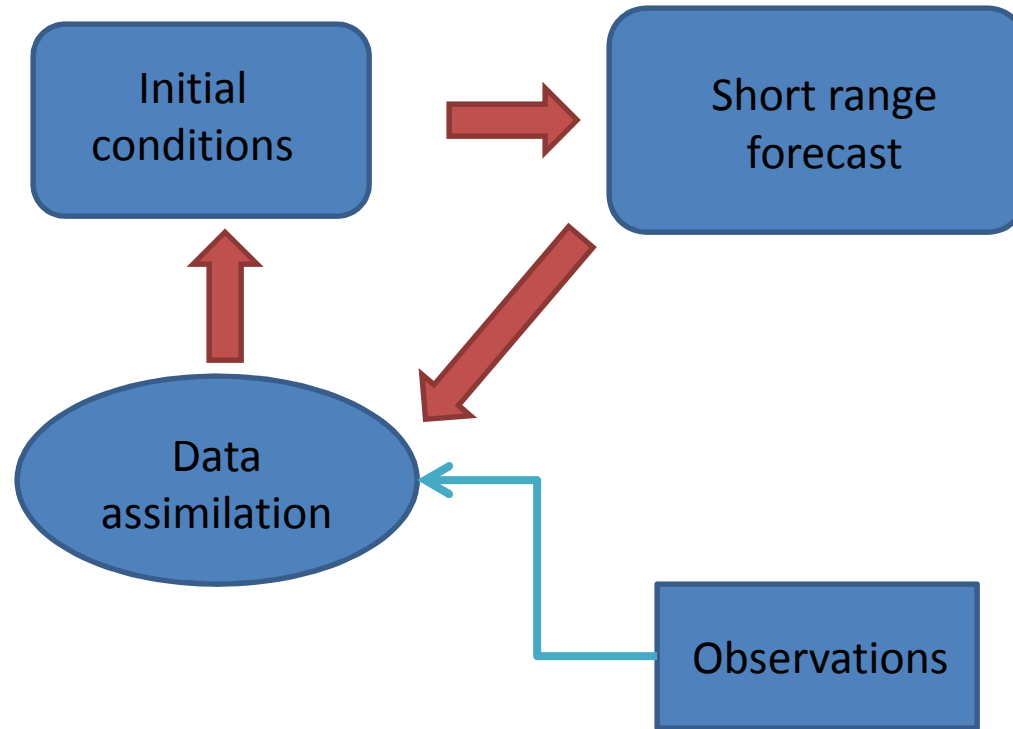 Initial
conditions
Short range
forecast
Data
assimilation
Observations